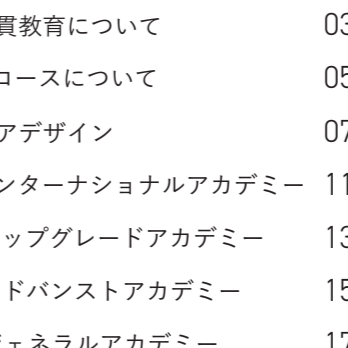 貫教育について 03
コースについて 05
アデザイン 07
ンターナショナルアカデミー 11
ップグレードアカデミー 13
ドバンストアカデミー 15
ジェネラルアカデミー 17